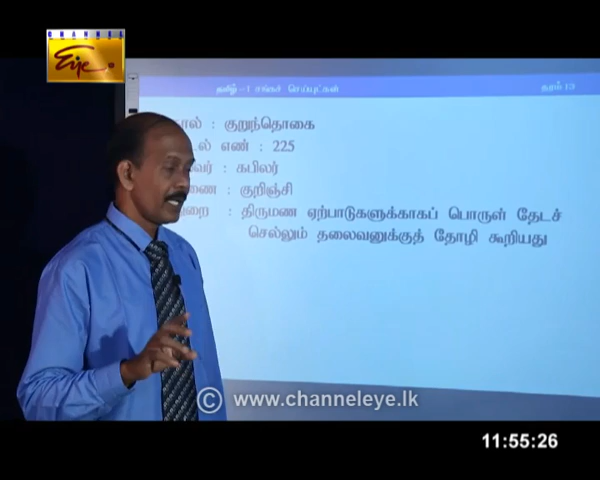 CHANNEL
Eye
தமிழ் -1 சங்கச் செய்யுட்கள்
தரம் 13
: குறுந்தொகை
எண் : 225
: கபிலர்
: குறிஞ்சி
: திருமண ஏற்பாடுகளுக்காகப் பொருள் தேடச்
செல்லும் தலைவனுக்குத் தோழி கூறியது
© www.channeleye.lk
11:55:26